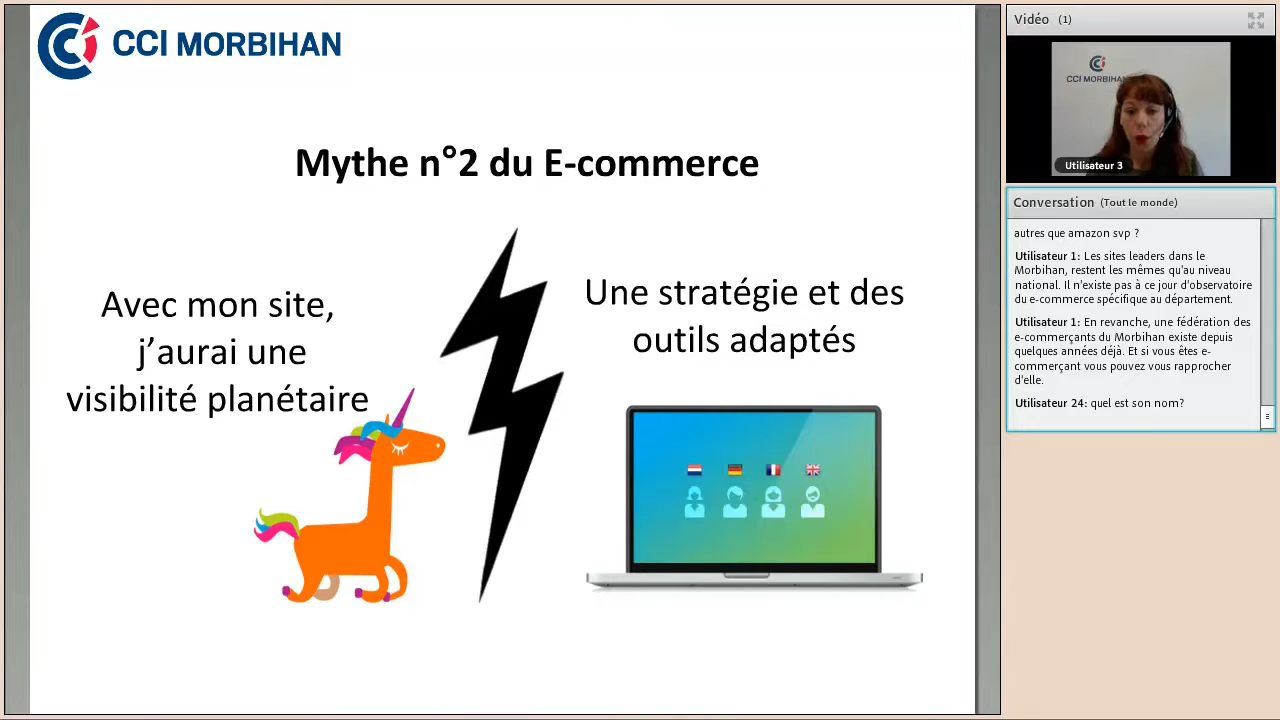 CCI MORBIHAN
Mythe n°2 du E-commerce
Avec mon site,
j’aurai une
visibilité planétaire
Une stratégie et des
outils adaptés
Vidéo (1)
CCI MORBIHAN
Utilisateur 3
Conversation (Tout le monde)
autres que amazon svp ?
Utilisateur 1: Les sites leaders dans le
Morbihan, restent les mêmes qu'au niveau
national. Il n'existe pas à ce jour d'observatoire
du e-commerce spécifique au département.
Utilisateur 1: En revanche, une fédération des
e-commerçants du Morbihan existe depuis
quelques années déjà. Et si vous êtes e-
commerçant vous pouvez vous rapprocher
d'elle.
Utilisateur 24: quel est son nom?